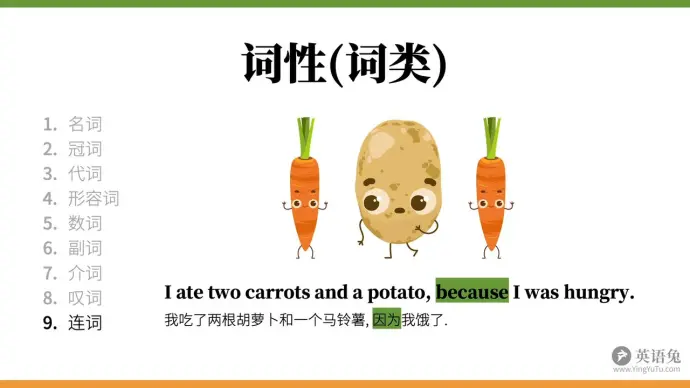 词性(词类)
1. 名词
2. 冠词
3. 代词
4. 形容词
5. 数词
6. 副词
7. 介词
8. 叹词
9. 连词
I ate two carrots and a potato, because I was hungry.
我吃了两根胡萝卜和一个马铃薯, 因为我饿了.
英语兔
www.YingYuTu.com